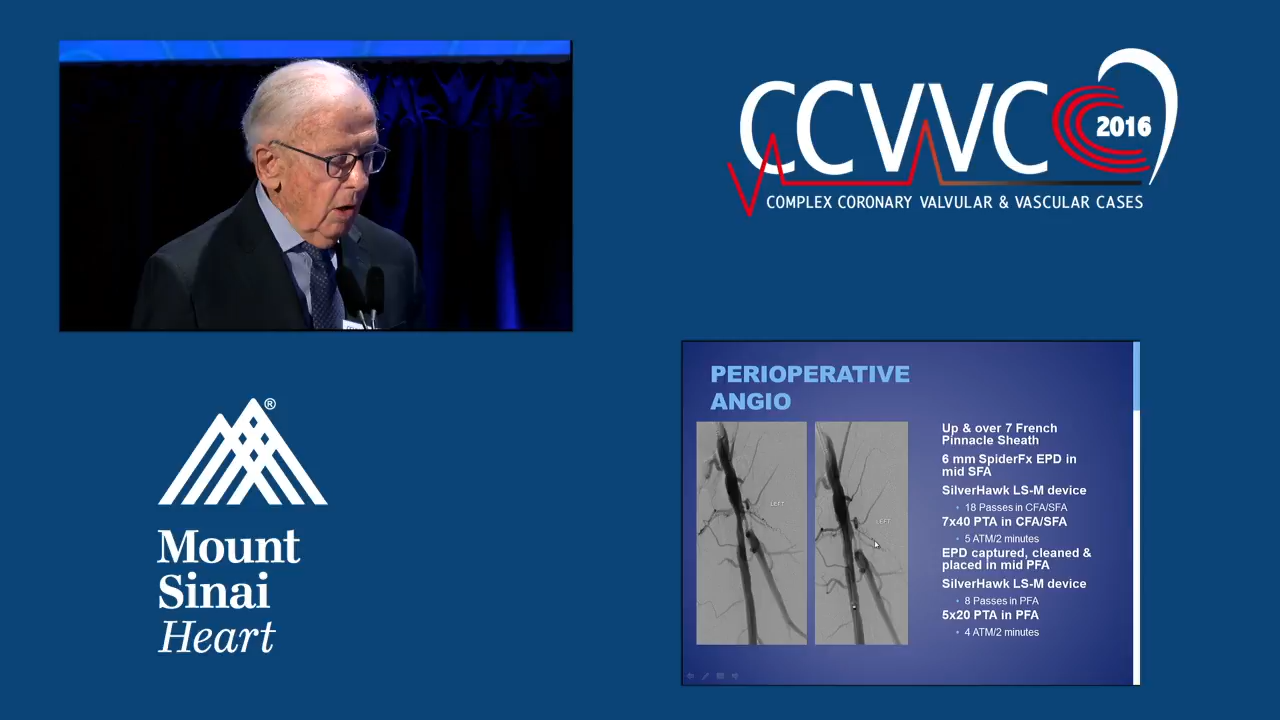 CCVVC
2016
COMPLEX CORONARY VALVULAR & VASCULAR CASES
®
Mount
Sinai
Heart
PERIOPERATIVE
ANGIO
LEFT
LEFT
Up & over 7 French
Pinnacle Sheath
6 mm SpiderFx EPD in
mid SFA
SilverHawk LS-M device
• 18 Passes in CFA/SFA
7x40 PTA in CFA/SFA
• 5 ATM/2 minutes
EPD captured, cleaned &
placed in mid PFA
SilverHawk LS-M device
• 8 Passes in PFA
5x20 PTA in PFA
• 4 ATM/2 minutes